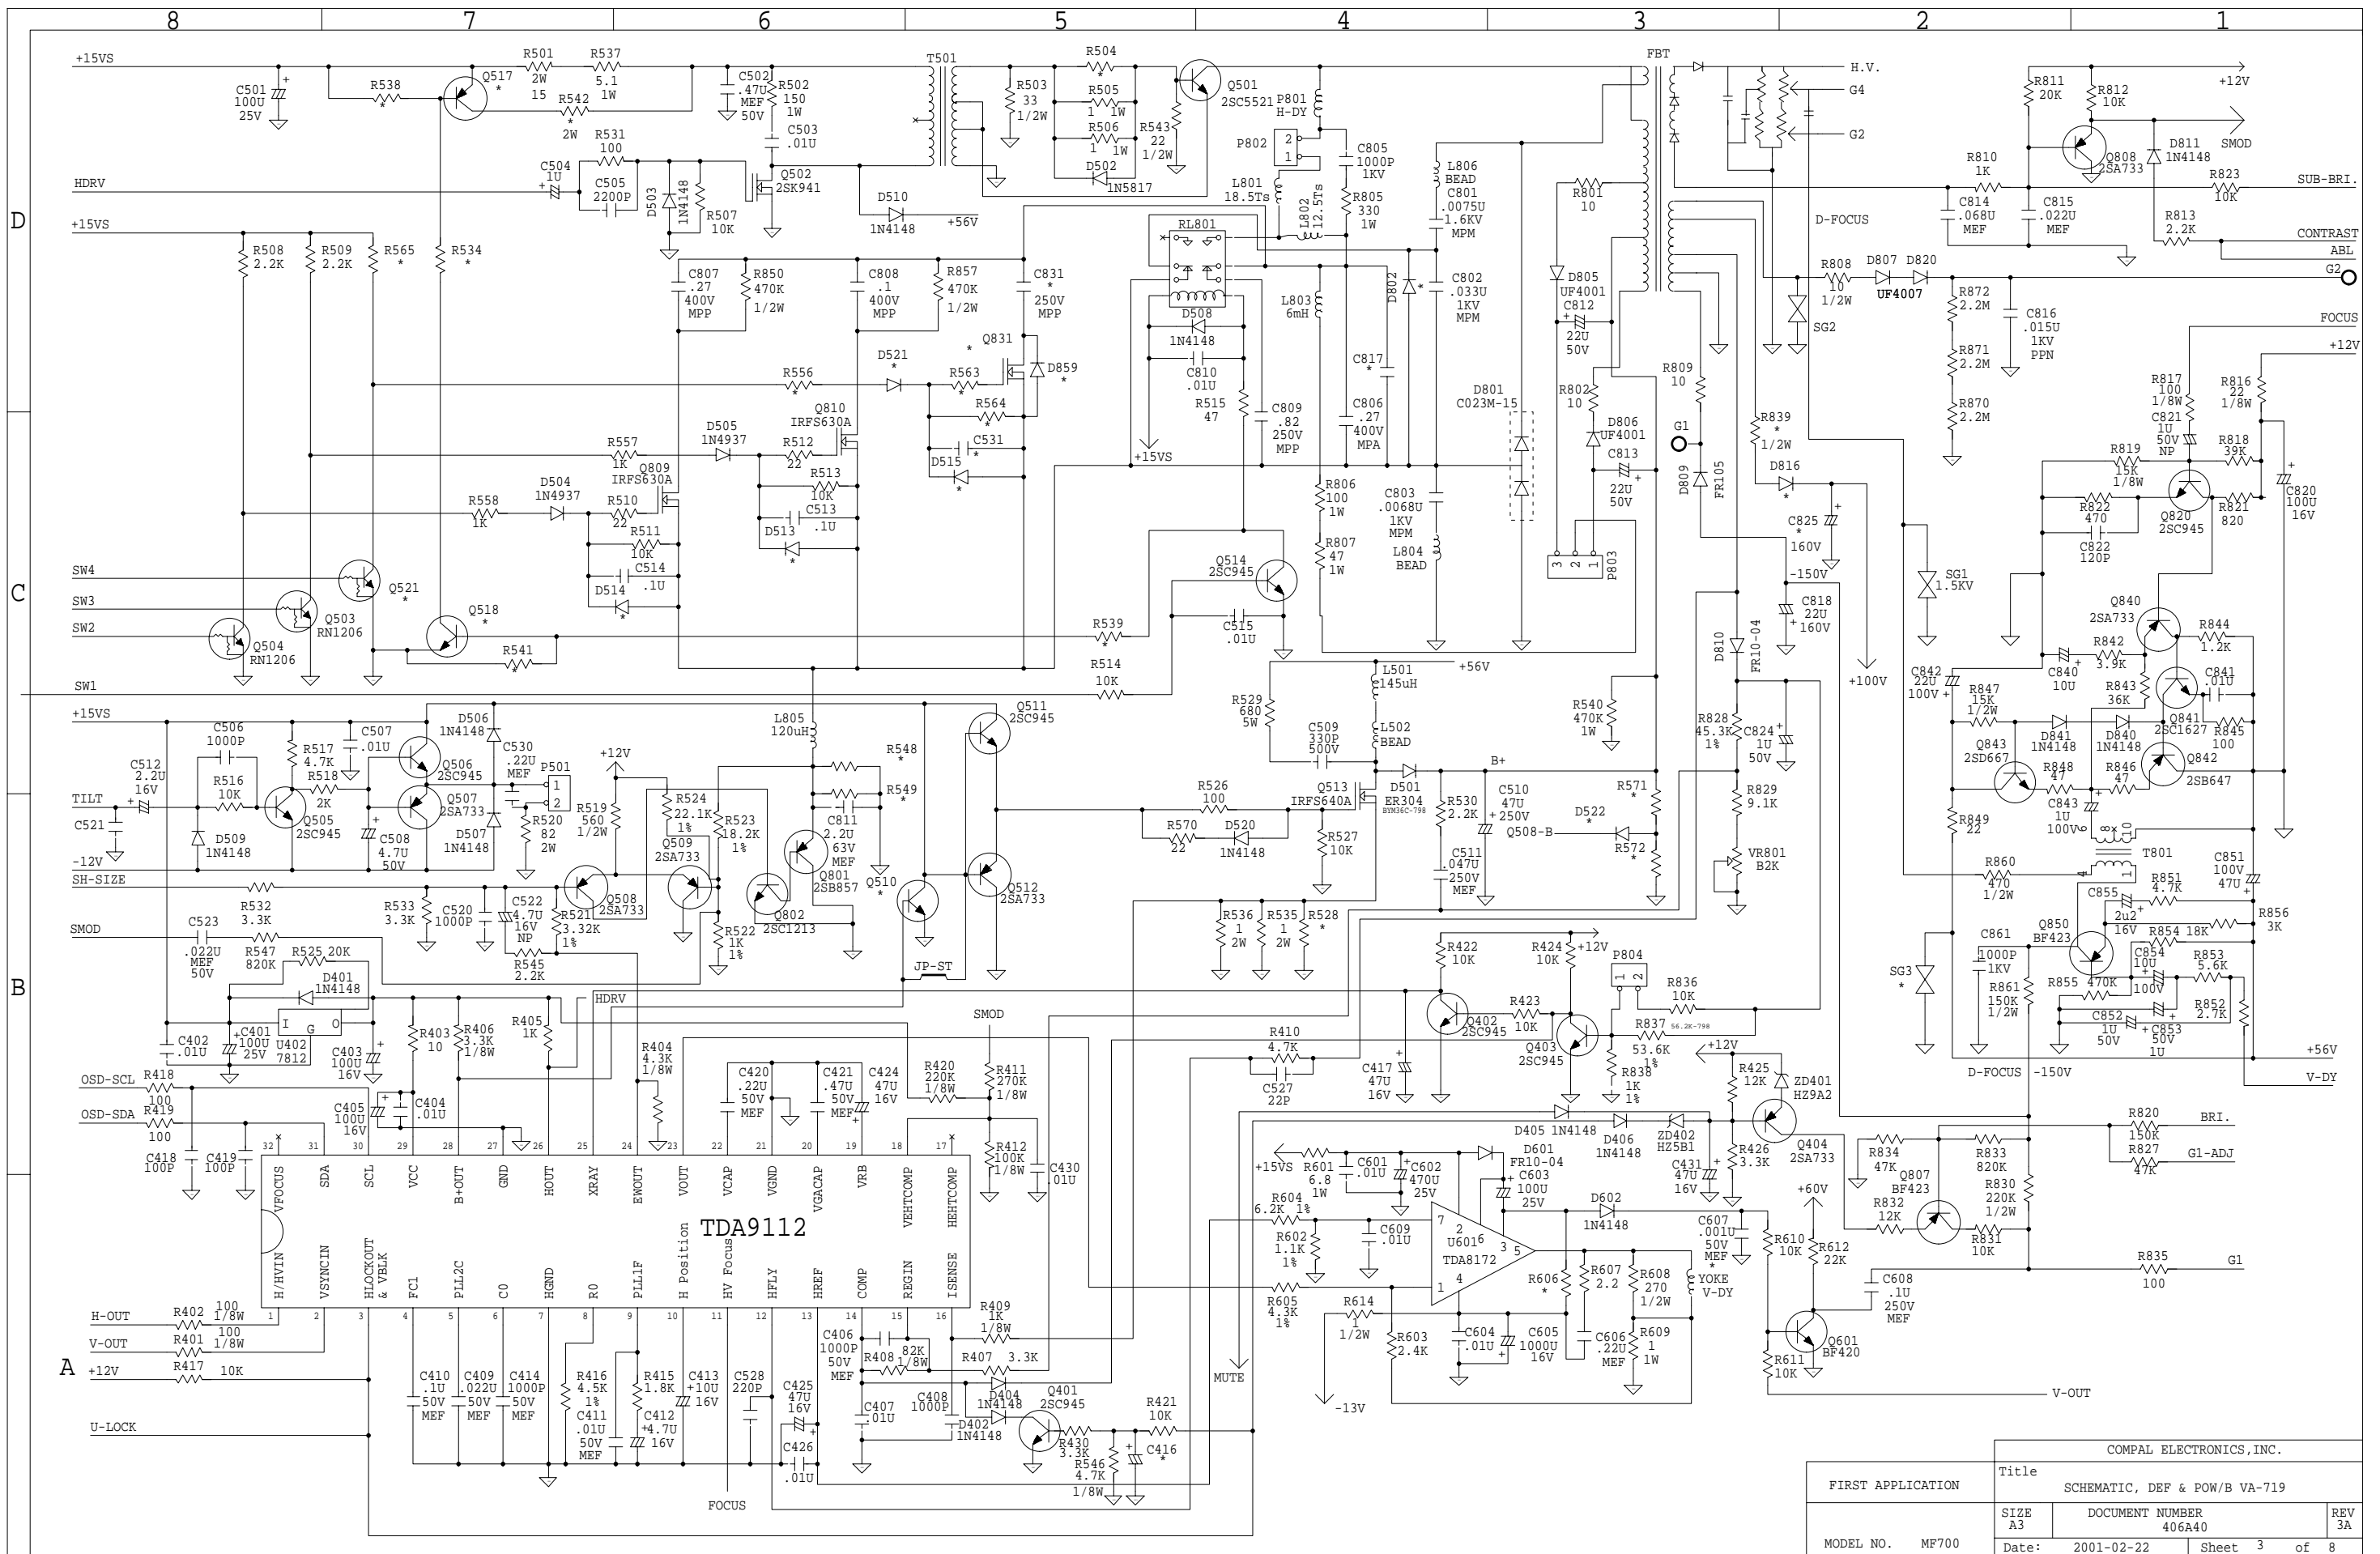 8 7 6 5 4 3 2 1
D
C
B
A
+15VS
C501
100U
25V
R538
*
Q517
*
R501
2W
15
R537
5.1
1W
R542
*
2W
C502
.47U
MEF
50V
R502
150
1W
C503
.01U
T501
R503
33
1/2W
R504
*
R505
1 1W
R506
1 1W
D502
1N5817
R543
22
1/2W
Q501
2SC5521
P801
H-DY
P802
2
1
L801
18.5Ts
L802
12.5Ts
C805
1000P
1KV
R805
330
1W
L806
BEAD
C801
.0075U
1.6KV
MPM
FBT
H.V.
G4
G2
R801
10
D805
UF4001
C812
22U
50V
D-FOCUS
R811
20K
R812
10K
+12V
SMOD
Q808
2SA733
D811
1N4148
R810
1K
R823
10K
SUB-BRI.
C814
.068U
MEF
C815
.022U
MEF
R813
2.2K
CONTRAST
ABL
G2
HDRV
C504
1U
R531
100
C505
2200P
D503
1N4148
R507
10K
Q502
2SK941
D510
1N4148
+56V
+15VS
R508
2.2K
R509
2.2K
R565
*
R534
*
C807
.27
400V
MPP
R850
470K
1/2W
C808
.1
400V
MPP
R857
470K
1/2W
C831
*
250V
MPP
RL801
D508
1N4148
C810
.01U
L803
6mH
D802
*
C802
.033U
1KV
MPM
R808
10
1/2W
D807
D820
UF4007
SG2
R872
2.2M
R871
2.2M
R870
2.2M
C816
.015U
1KV
PPN
FOCUS
+12V
R817
100
1/8W
R816
22
1/8W
C821
1U
50V
NP
R819
15K
1/8W
R818
39K
Q831
*
D859
*
D521
*
R556
*
R563
*
R564
*
C531
*
D515
*
R515
47
+15VS
C809
.82
250V
MPP
C817
*
C806
.27
400V
MPA
D801
C023M-15
R802
10
D806
UF4001
C813
22U
50V
R809
10
G1
D809
FR105
R839
*
1/2W
D816
*
C825
*
160V
-150V
C818
22U
160V
+100V
SG1
1.5KV
R822
470
C822
120P
Q820
2SC945
R821
820
C820
100U
16V
Q810
IRFS630A
R557
1K
D505
1N4937
R512
22
R513
10K
C513
.1U
D513
*
Q809
IRFS630A
R558
1K
D504
1N4937
R510
22
R511
10K
C514
.1U
D514
*
SW4
SW3
SW2
SW1
Q521
*
Q503
RN1206
Q504
RN1206
Q518
*
R541
*
R539
*
R514
10K
Q514
2SC945
C515
.01U
R806
100
1W
R807
47
1W
C803
.0068U
1KV
MPM
L804
BEAD
3 2 1
P803
D810
FR10-04
Q840
2SA733
R844
1.2K
R842
3.9K
C840
10U
C841
.01U
R843
36K
Q841
2SC1627
R845
100
C842
22U
100V
R847
15K
1/2W
D841
1N4148
D840
1N4148
Q842
2SB647
Q843
2SD667
R848
47
R846
47
C843
1U
100V
R849
22
6 8 10
T801
4 1
C851
100V
47U
+15VS
C506
1000P
R517
4.7K
C507
.01U
R518
2K
Q506
2SC945
Q507
2SA733
D506
1N4148
D507
1N4148
C530
.22U
MEF
P501
1
2
R520
82
2W
C512
2.2U
16V
R516
10K
TILT
C521
D509
1N4148
Q505
2SC945
C508
4.7U
50V
-12V
+12V
L805
120uH
R519
560
1/2W
R524
22.1K
1%
R523
18.2K
1%
R548
*
R549
*
C811
2.2U
63V
MEF
Q801
2SB857
Q802
2SC1213
Q511
2SC945
Q512
2SA733
Q510
*
R529
680
5W
C509
330P
500V
L501
145uH
+56V
L502
BEAD
Q513
IRFS640A
D501
ER304
BYM36C-798
B+
R526
100
R570
22
D520
1N4148
R527
10K
R530
2.2K
C510
47U
250V
C511
.047U
250V
MEF
R540
470K
1W
R571
*
D522
*
Q508-B
R572
*
R828
45.3K
1%
C824
1U
50V
R829
9.1K
VR801
B2K
SH-SIZE
R532
3.3K
R533
3.3K
C520
1000P
C522
4.7U
16V
NP
R521
3.32K
1%
Q508
2SA733
Q509
2SA733
R522
1K
1%
R545
2.2K
SMOD
C523
.022U
MEF
50V
R547
820K
R525 20K
D401
1N4148
I G O
U402
7812
HDRV
JP-ST
R536
1
2W
R535
1
2W
R528
*
R422
10K
R424
10K
+12V
P804
1 2
R836
10K
Q402
2SC945
R423
10K
Q403
2SC945
R837
56.2K-798
53.6K
1%
R838
1K
1%
R860
470
1/2W
C855
2u2
16V
R851
4.7K
R856
3K
Q850
BF423
C861
1000P
1KV
SG3
*
R854 18K
C854
10U
100V
R853
5.6K
R855 470K
R861
150K
1/2W
C852
1U
50V
C853
50V
1U
R852
2.7K
+56V
V-DY
D-FOCUS -150V
C402
.01U
C401
100U
25V
C403
100U
16V
R403
10
R406
3.3K
1/8W
R405
1K
R404
4.3K
1/8W
C420
.22U
50V
MEF
C421
.47U
50V
MEF
C424
47U
16V
R420
220K
1/8W
SMOD
R411
270K
1/8W
R412
100K
1/8W
C430
.01U
R410
4.7K
C527
22P
C417
47U
16V
OSD-SCL
R418
100
OSD-SDA
R419
100
C405
100U
16V
C404
.01U
C418
100P
C419
100P
32 31 30 29 28 27 26 25 24 23 22 21 20 19 18 17
VFOCUS
SDA
SCL
VCC
B+OUT
GND
HOUT
XRAY
EWOUT
VOUT
VCAP
VGND
VGACAP
VRB
VEHTCOMP
HEHTCOMP
TDA9112
H/HVIN
VSYNCIN
HLOCKOUT
& VBLK
FC1
PLL2C
C0
HGND
R0
PLL1F
H Position
HV Focus
HFLY
HREF
COMP
REGIN
ISENSE
1 2 3 4 5 6 7 8 9 10 11 12 13 14 15 16
+12V
R425
12K
ZD401
HZ9A2
D405 1N4148
D406
1N4148
ZD402
HZ5B1
R426
3.3K
C431
47U
16V
Q404
2SA733
R834
47K
R833
820K
R820
150K
BRI.
R827
47K
G1-ADJ
Q807
BF423
R832
12K
R831
10K
R830
220K
1/2W
+15VS
R601
6.8
1W
C601
.01U
C602
470U
25V
D601
FR10-04
C603
100U
25V
D602
1N4148
R604
6.2K 1%
R602
1.1K
1%
C609
.01U
7 2 6 3 5 4 1
U601
TDA8172
R605
4.3K
1%
R606
*
R607
2.2
R608
270
1/2W
C607
.001U
50V
MEF
*
YOKE
V-DY
+60V
R610
10K
R612
22K
C608
.1U
250V
MEF
R835
100
G1
Q601
BF420
R611
10K
V-OUT
R614
1
1/2W
R603
2.4K
C604
.01U
C605
1000U
16V
C606
.22U
MEF
R609
1
1W
-13V
MUTE
H-OUT
R402
100
1/8W
V-OUT
R401
100
1/8W
+12V
R417 10K
U-LOCK
C410
.1U
50V
MEF
C409
.022U
50V
MEF
C414
1000P
50V
MEF
R416
4.5K
1%
C411
.01U
50V
MEF
R415
1.8K
C412
4.7U
16V
C413
10U
16V
FOCUS
C528
220P
C425
47U
16V
C426
.01U
C406
1000P
50V
MEF
82K
1/8W
R408
C407
.01U
R407 3.3K
R409
1K
1/8W
C408
1000P
D404
1N4148
D402
1N4148
Q401
2SC945
R430
3.3K
R546
4.7K
1/8W
C416
*
R421
10K
COMPAL ELECTRONICS,INC.
FIRST APPLICATION
Title
SCHEMATIC, DEF & POW/B VA-719
SIZE
A3
DOCUMENT NUMBER
406A40
REV
3A
MODEL NO. MF700
Date: 2001-02-22 Sheet 3 of 8